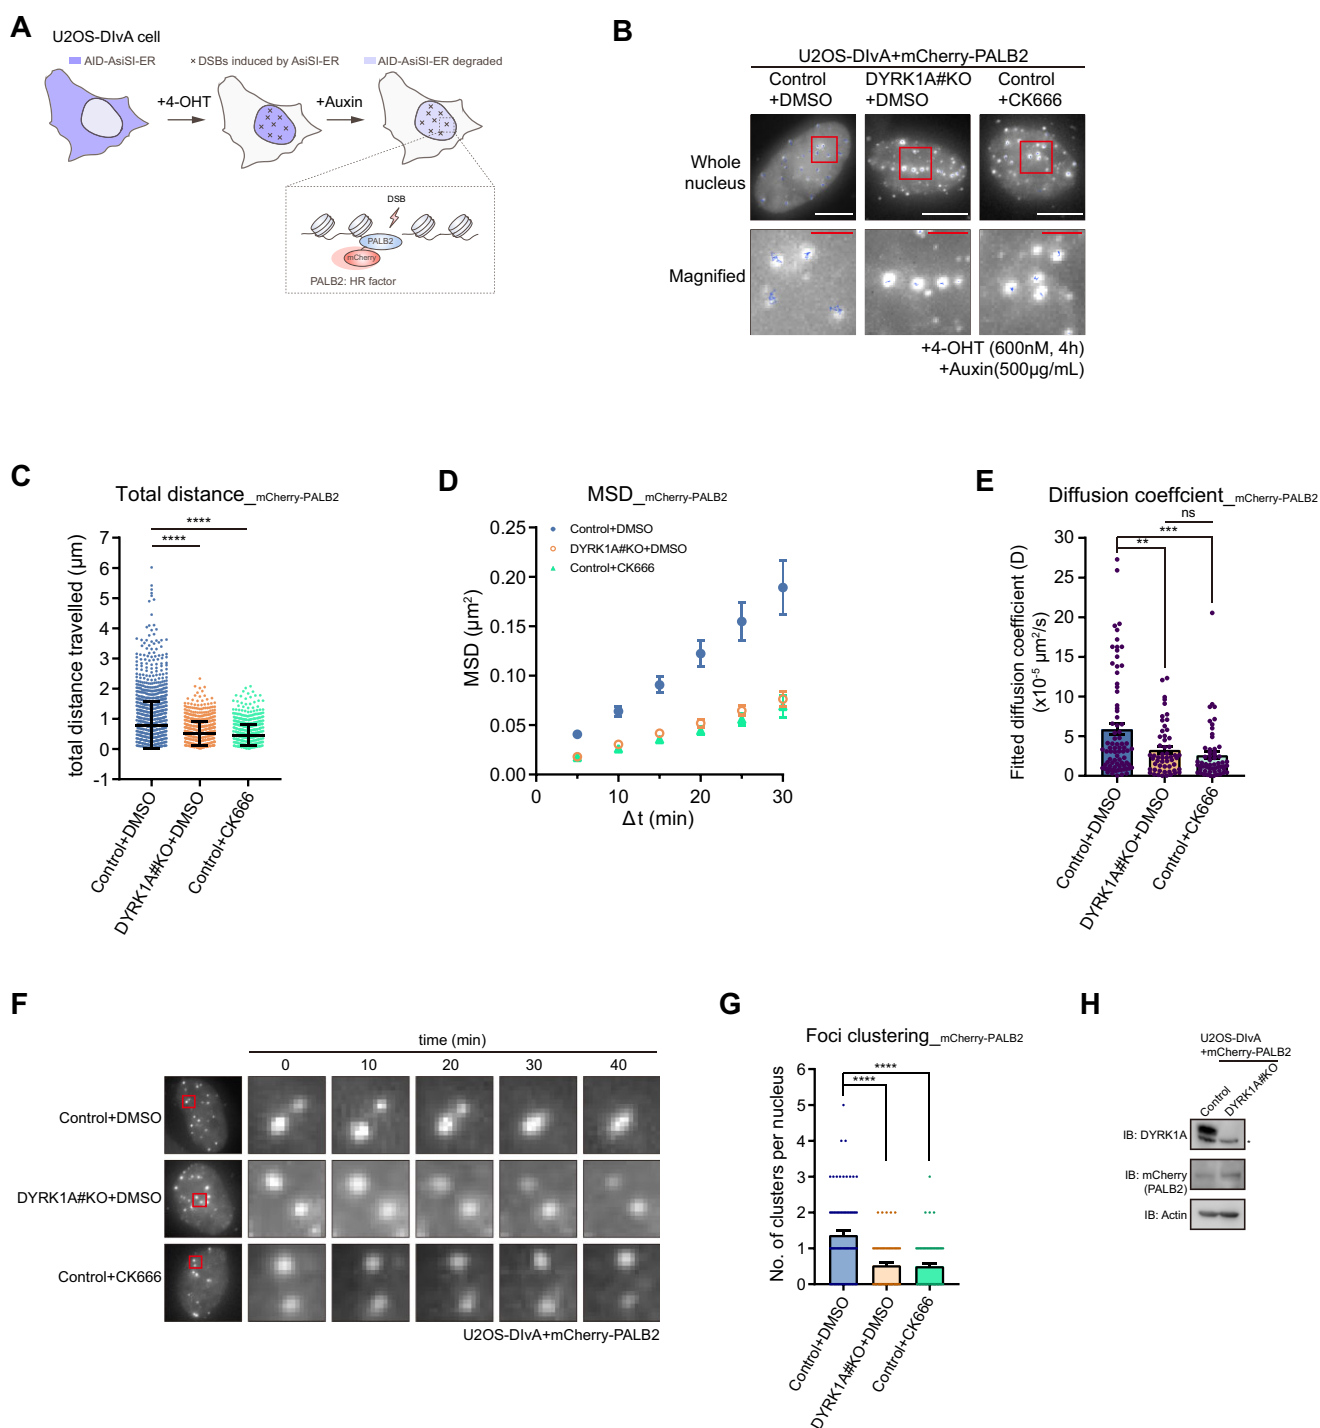 A
U2OS-DIvA cell
AID-AsiSI-ER
×DSBs induced by AsiSI-ER
AID-AsiSI-ER degraded
+4-OHT
+Auxin
DSB
PALB2
mCherry
PALB2: HR factor
B
U2OS-DIvA+mCherry-PALB2
Control +DMSO
DYRK1A#KO +DMSO
Control +CK666
Whole nucleus
Magnified
+4-OHT (600nM, 4h)
+Auxin(500µg/mL)
C
Total distance_mCherry-PALB2
****
****
total distance travelled (µm)
7
6
5
4
3
2
1
0
-1
Control+DMSO
DYRK1A#KO+DMSO
Control+CK666
D
MSD_mCherry-PALB2
Control+DMSO
DYRK1A#KO+DMSO
Control+CK666
MSD (µm²)
0.25
0.20
0.15
0.10
0.05
0.00
0 10 20 30
Δt (min)
E
Diffusion coeffcient_mCherry-PALB2
ns
***
**
Fitted diffusion coefficient (D)
(x10⁻⁵ µm²/s)
30
25
20
15
10
5
0
Control+DMSO
DYRK1A#KO+DMSO
Control+CK666
F
time (min)
0 10 20 30 40
Control+DMSO
DYRK1A#KO+DMSO
Control+CK666
U2OS-DIvA+mCherry-PALB2
G
Foci clustering_mCherry-PALB2
****
****
No. of clusters per nucleus
6
5
4
3
2
1
0
Control+DMSO
DYRK1A#KO+DMSO
Control+CK666
H
U2OS-DIvA
+mCherry-PALB2
Control
DYRK1A#KO
IB: DYRK1A
*
IB: mCherry
(PALB2)
IB: Actin